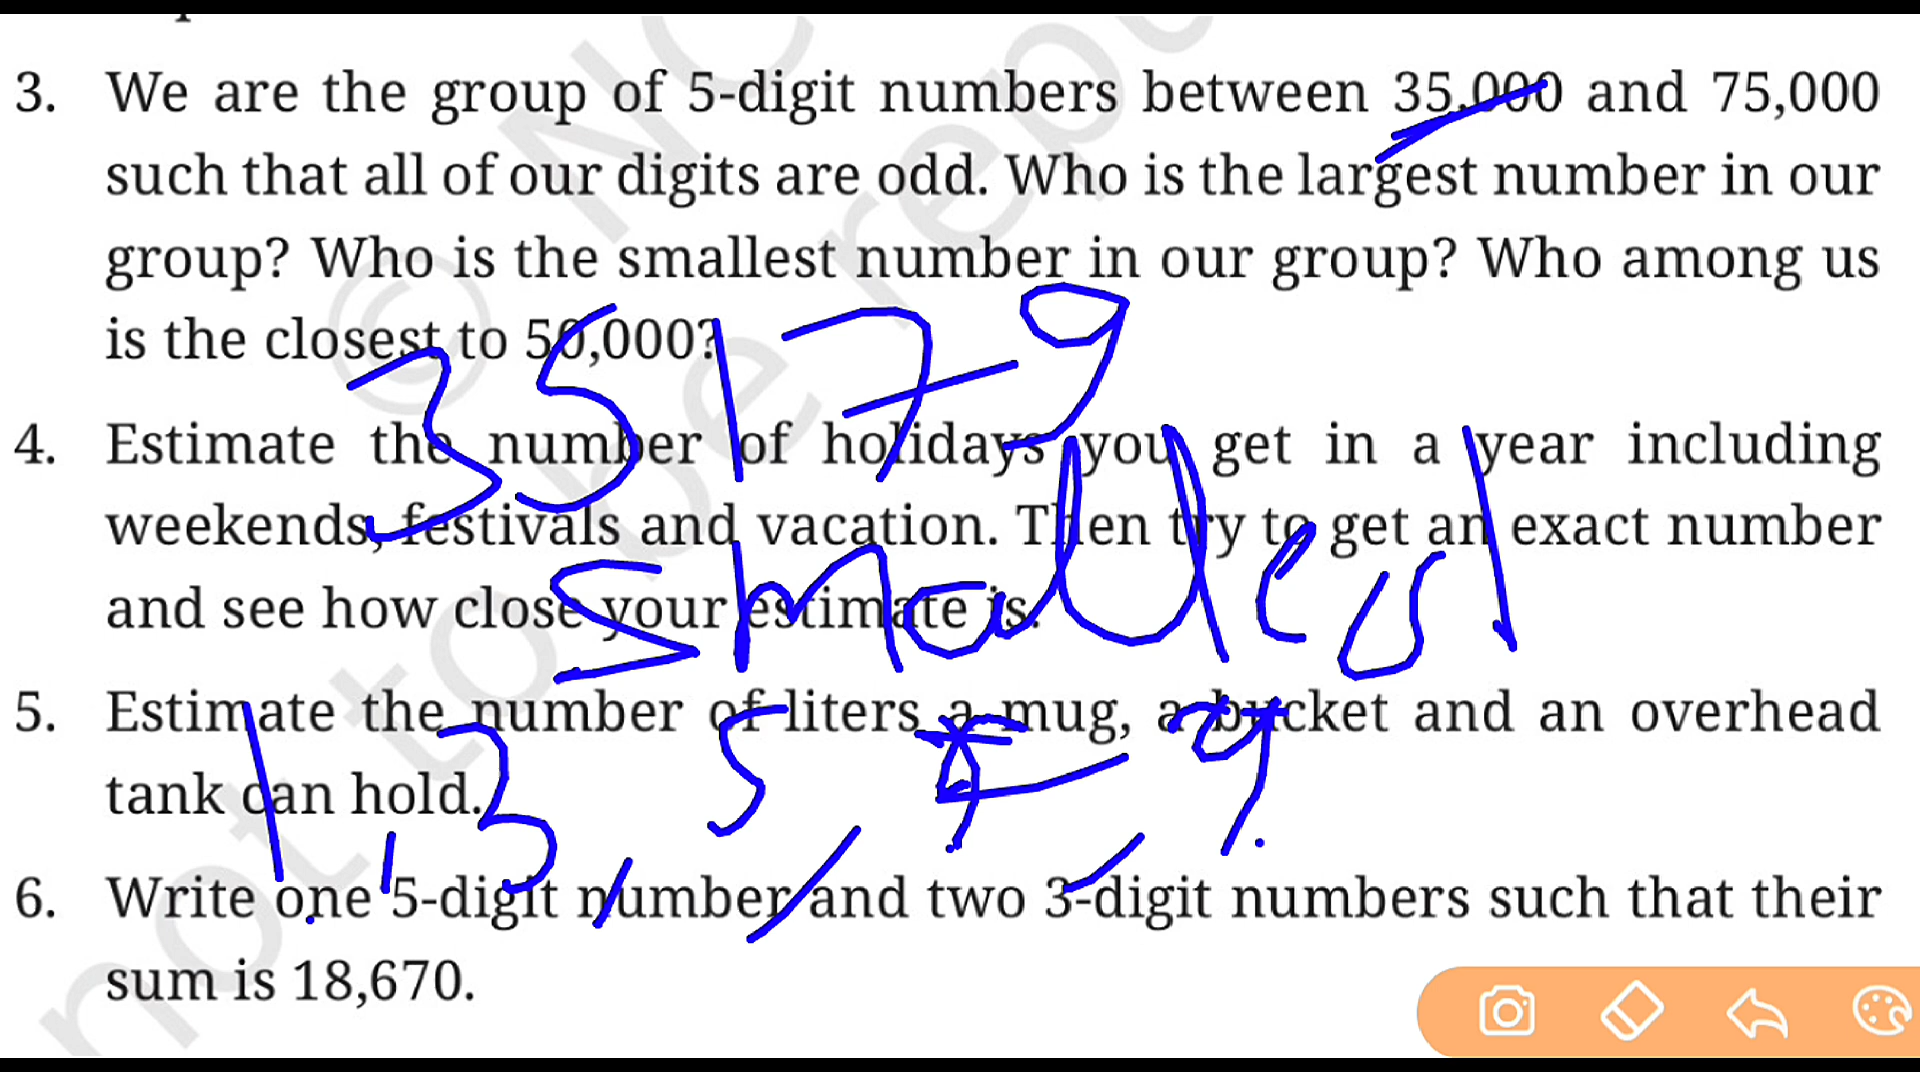 3. We are the group of 5-digit numbers between 35,000 and 75,000
such that all of our digits are odd. Who is the largest number in our
group? Who is the smallest number in our group? Who among us
is the closest to 50,000?
35179
4. Estimate the number of holidays you get in a year including
weekends, festivals and vacation. Then try to get an exact number
and see how close your estimate is.
smallest
5. Estimate the number of liters a mug, a bucket and an overhead
tank can hold.
1, 3, 5, 7, 9
6. Write one 5-digit number and two 3-digit numbers such that their
sum is 18,670.
© NC
not to be rep